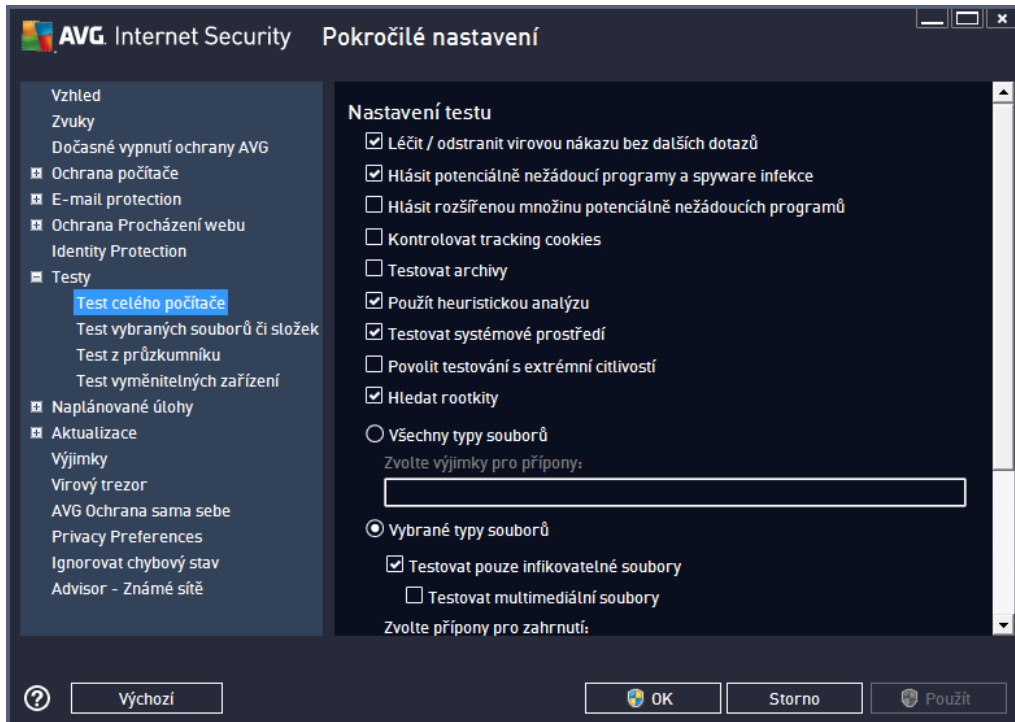 AVG. Internet Security Pokročilé nastavení
Vzhled
Zvuky
Dočasné vypnutí ochrany AVG
Ochrana počítače
E-mail protection
Ochrana Procházení webu
Identity Protection
Testy
Test celého počítače
Test vybraných souborů či složek
Test z průzkumníku
Test vyměnitelných zařízení
Naplánované úlohy
Aktualizace
Výjimky
Virový trezor
AVG Ochrana sama sebe
Privacy Preferences
Ignorovat chybový stav
Advisor - Známé sítě
Nastavení testu
Léčit / odstranit virovou nákazu bez dalších dotazů
Hlásit potenciálně nežádoucí programy a spyware infekce
Hlásit rozšířenou množinu potenciálně nežádoucích programů
Kontrolovat tracking cookies
Testovat archivy
Použít heuristickou analýzu
Testovat systémové prostředí
Povolit testování s extrémní citlivostí
Hledat rootkity
Všechny typy souborů
Zvolte výjimky pro přípony:
Vybrané typy souborů
Testovat pouze infikovatelné soubory
Testovat multimediální soubory
Zvolte přípony pro zahrnutí:
? Výchozí OK Storno Použít